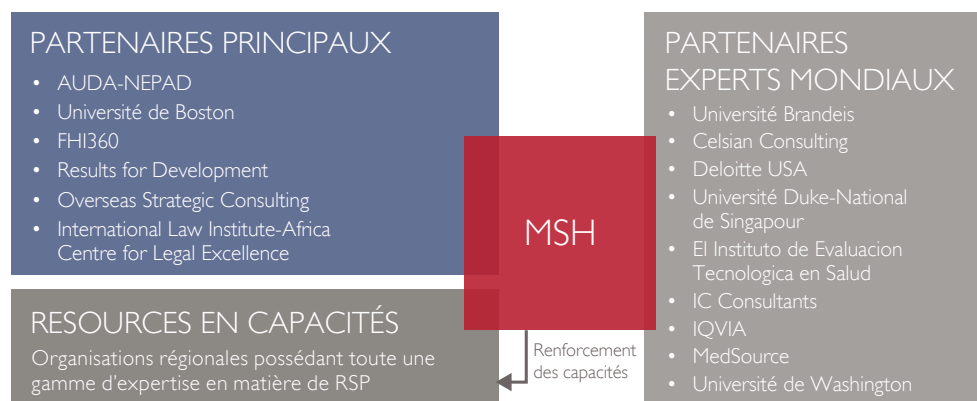 PARTENAIRES PRINCIPAUX
• AUDA-NEPAD
• Université de Boston
• FHI360
• Results for Development
• Overseas Strategic Consulting
• International Law Institute-Africa
Centre for Legal Excellence
RESOURCES EN CAPACITÉS
Organisations régionales possédant toute une
gamme d'expertise en matière de RSP
MSH
Renforcement
des capacités
PARTENAIRES
EXPERTS MONDIAUX
• Université Brandeis
• Celsian Consulting
• Deloitte USA
• Université Duke-National
de Singapour
• El Instituto de Evaluacion
Tecnologica en Salud
• IC Consultants
• IQVIA
• MedSource
• Université de Washington